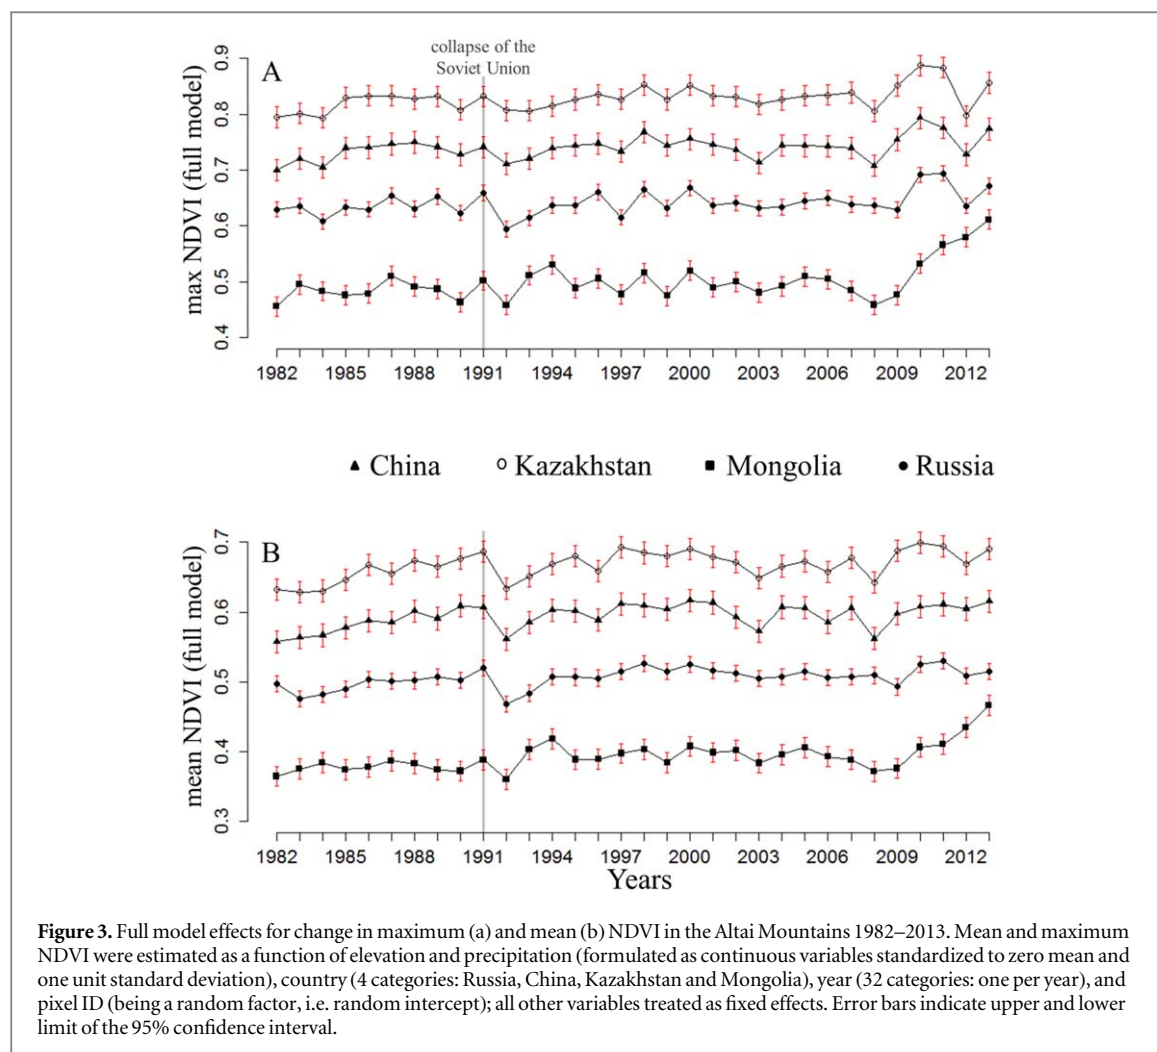 collapse of the
Soviet Union
A
max NDVI (full model)
0.9
0.8
0.7
0.6
0.5
0.4
1982 1985 1988 1991 1994 1997 2000 2003 2006 2009 2012
China Kazakhstan Mongolia Russia
B
mean NDVI (full model)
0.7
0.6
0.5
0.4
0.3
1982 1985 1988 1991 1994 1997 2000 2003 2006 2009 2012
Years
Figure 3. Full model effects for change in maximum (a) and mean (b) NDVI in the Altai Mountains 1982–2013. Mean and maximum
NDVI were estimated as a function of elevation and precipitation (formulated as continuous variables standardized to zero mean and
one unit standard deviation), country (4 categories: Russia, China, Kazakhstan and Mongolia), year (32 categories: one per year), and
pixel ID (being a random factor, i.e. random intercept); all other variables treated as fixed effects. Error bars indicate upper and lower
limit of the 95% confidence interval.